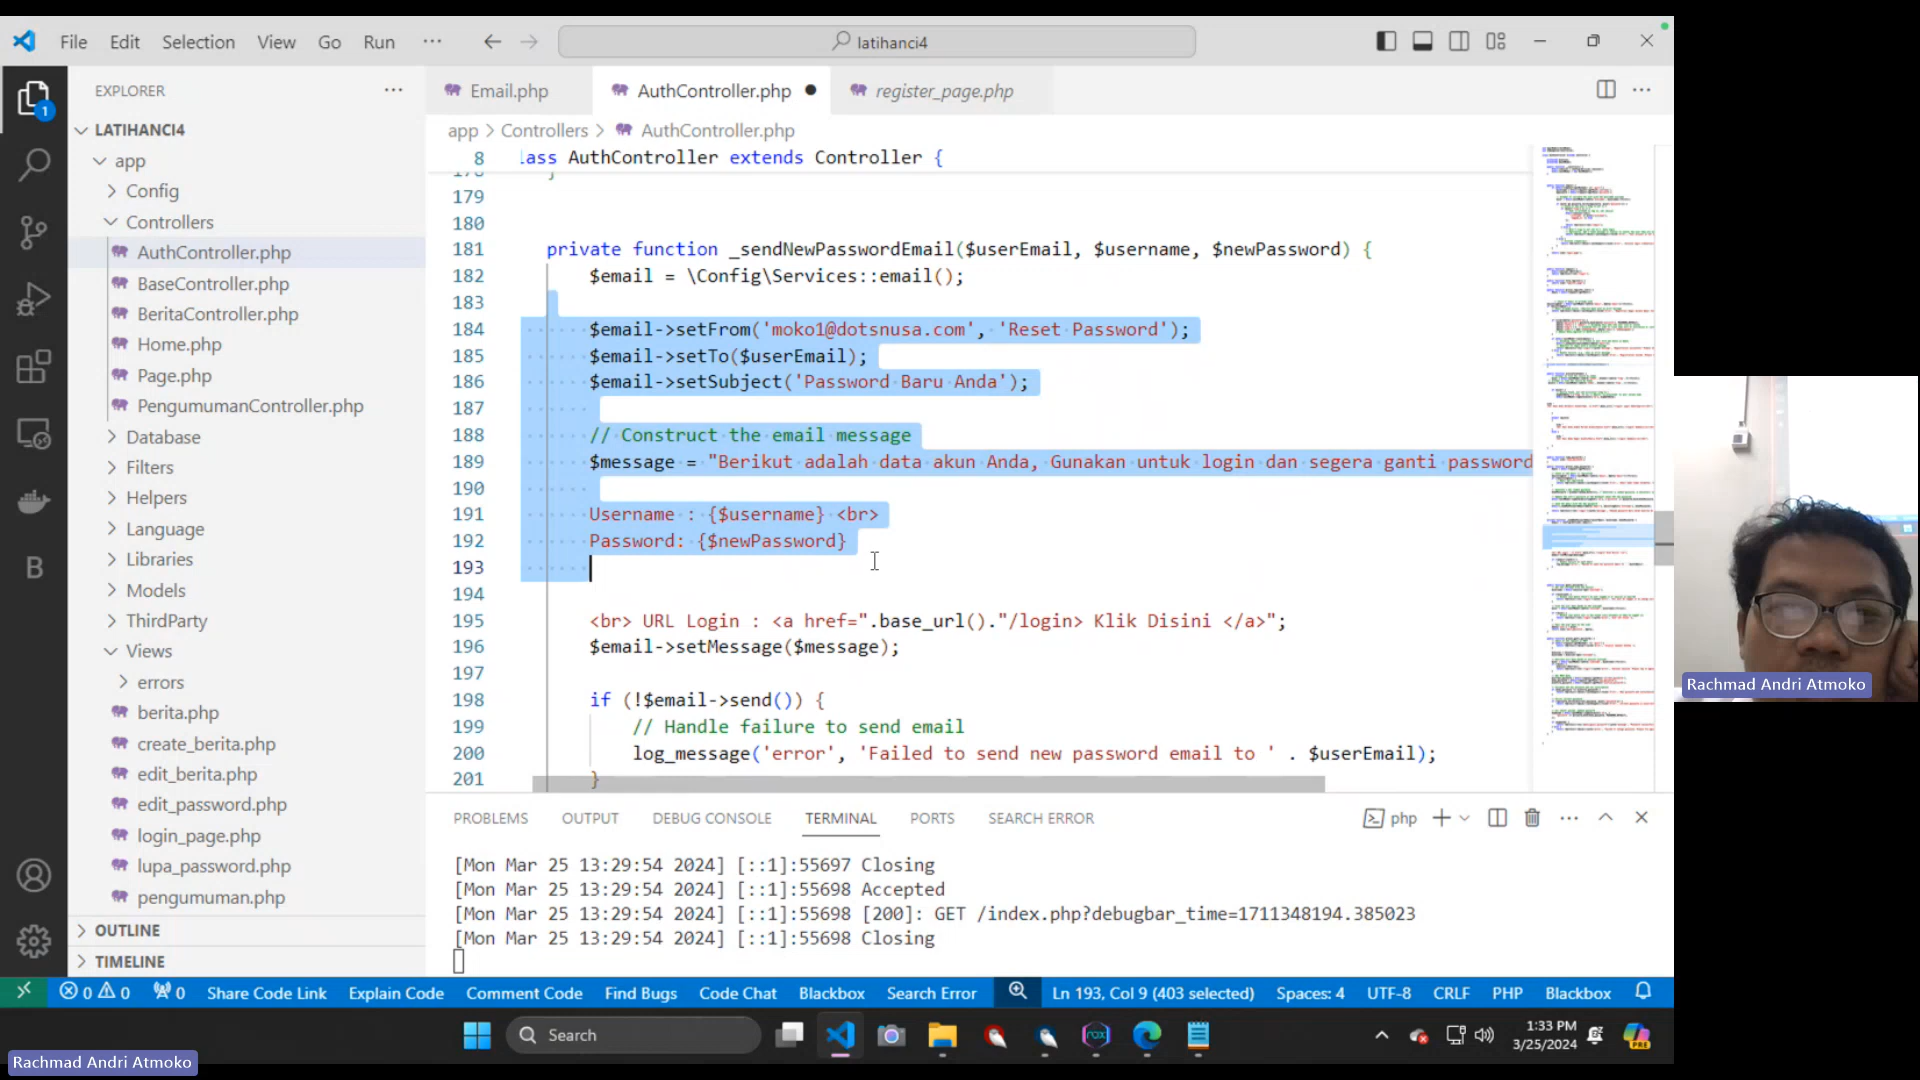 File Edit Selection View Go Run ··· latihanci4
EXPLORER ···
LATIHANCI4
app
Config
Controllers
AuthController.php
BaseController.php
BeritaController.php
Home.php
Page.php
PengumumanController.php
Database
Filters
Helpers
Language
Libraries
Models
ThirdParty
Views
errors
berita.php
create_berita.php
edit_berita.php
edit_password.php
login_page.php
lupa_password.php
pengumuman.php
OUTLINE
TIMELINE
1
B
Email.php AuthController.php register_page.php
app > Controllers > AuthController.php
8 lass AuthController extends Controller {
178 }
179
180
181 private function _sendNewPasswordEmail($userEmail, $username, $newPassword) {
182 $email = \Config\Services::email();
183
184 $email->setFrom('moko1@dotsnusa.com', 'Reset Password');
185 $email->setTo($userEmail);
186 $email->setSubject('Password Baru Anda');
187
188 // Construct the email message
189 $message = "Berikut adalah data akun Anda, Gunakan untuk login dan segera ganti password
190
191 Username : {$username} <br>
192 Password: {$newPassword}
193
194
195 <br> URL Login : <a href=".base_url()."/login> Klik Disini </a>";
196 $email->setMessage($message);
197
198 if (!$email->send()) {
199 // Handle failure to send email
200 log_message('error', 'Failed to send new password email to ' . $userEmail);
201 }
PROBLEMS OUTPUT DEBUG CONSOLE TERMINAL PORTS SEARCH ERROR php
[Mon Mar 25 13:29:54 2024] [::1]:55697 Closing
[Mon Mar 25 13:29:54 2024] [::1]:55698 Accepted
[Mon Mar 25 13:29:54 2024] [::1]:55698 [200]: GET /index.php?debugbar_time=1711348194.385023
[Mon Mar 25 13:29:54 2024] [::1]:55698 Closing
0 0 0 Share Code Link Explain Code Comment Code Find Bugs Code Chat Blackbox Search Error Ln 193, Col 9 (403 selected) Spaces: 4 UTF-8 CRLF PHP Blackbox
Search
1:33 PM
3/25/2024
PRE
Rachmad Andri Atmoko
Rachmad Andri Atmoko